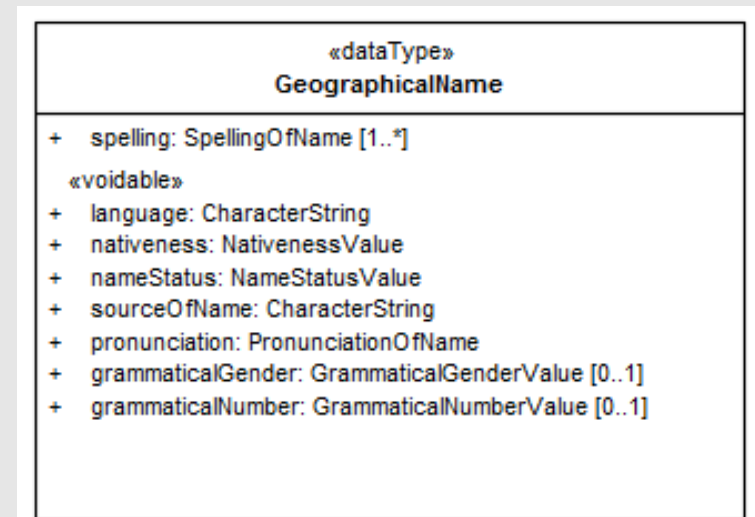 «dataType»
GeographicalName
+ spelling: SpellingOfName [1..*]
«voidable»
+ language: CharacterString
+ nativeness: NativenessValue
+ nameStatus: NameStatusValue
+ sourceOfName: CharacterString
+ pronunciation: PronunciationOfName
+ grammaticalGender: GrammaticalGenderValue [0..1]
+ grammaticalNumber: GrammaticalNumberValue [0..1]